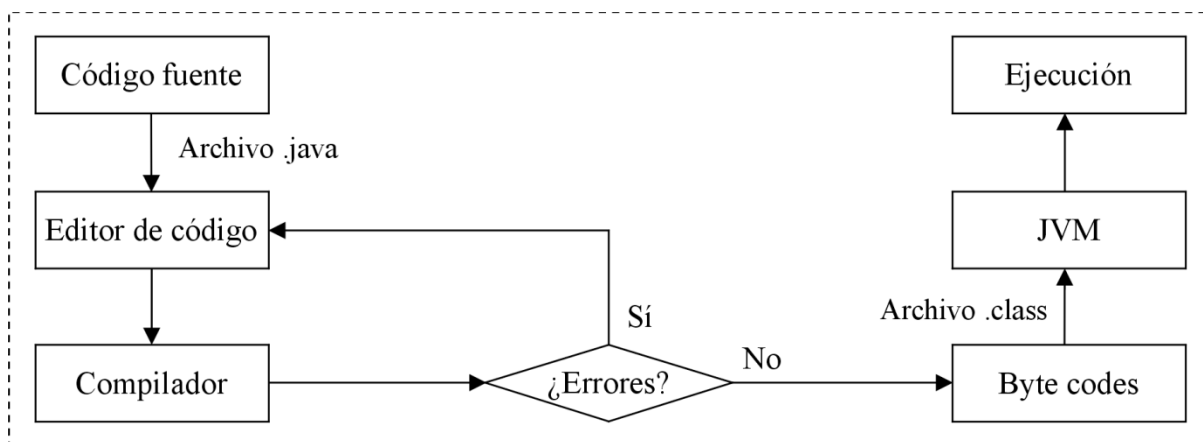 Código fuente
Archivo .java
Editor de código
Compilador
¿Errores?
Sí
No
Byte codes
Archivo .class
JVM
Ejecución